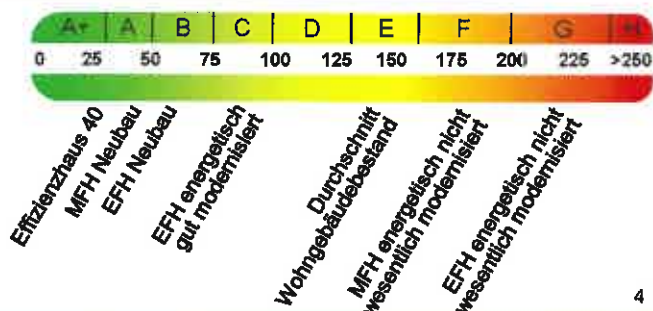 A+ A B C D E F G H
0 25 50 75 100 125 150 175 200 225 >250
Effizienzhaus 40
MFH Neubau
EFH Neubau
EFH energetisch
gut modernisiert
Durchschnitt
Wohngebäudebestand
MFH energetisch nicht
wesentlich modernisiert
EFH energetisch nicht
wesentlich modernisiert
4